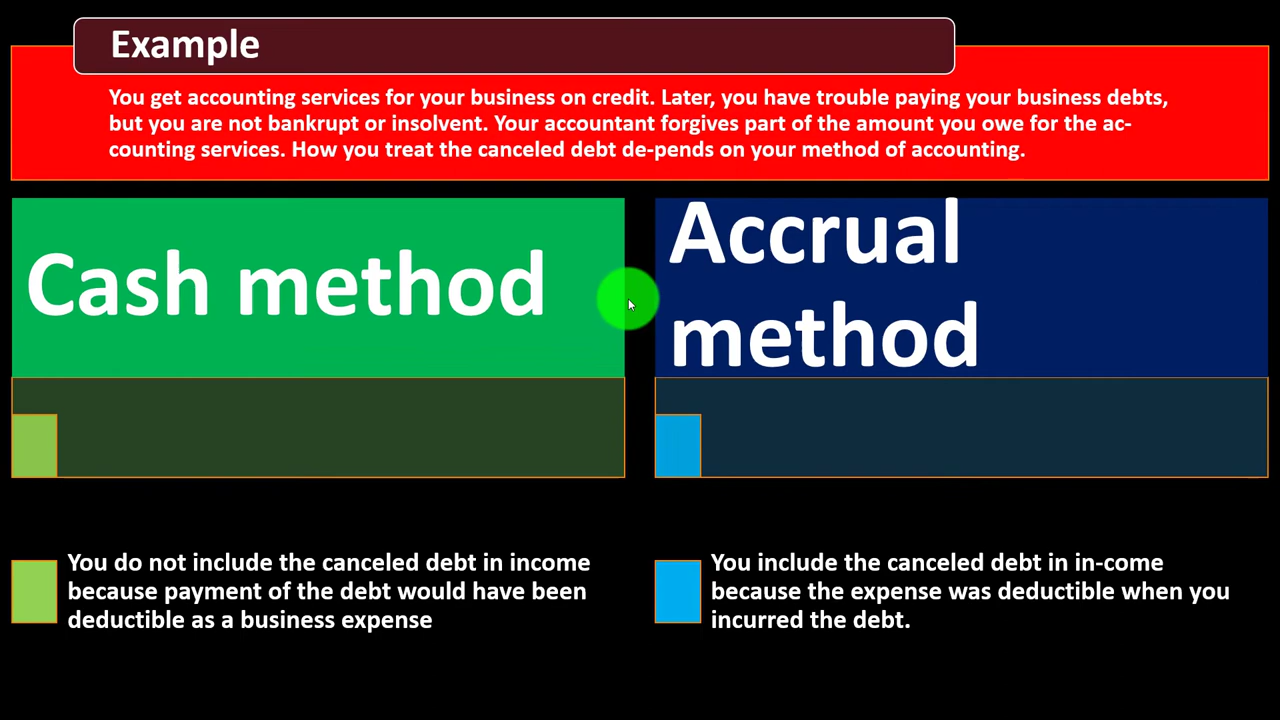 Example
You get accounting services for your business on credit. Later, you have trouble paying your business debts,
but you are not bankrupt or insolvent. Your accountant forgives part of the amount you owe for the ac-
counting services. How you treat the canceled debt de-pends on your method of accounting.
Cash method
Accrual
method
You do not include the canceled debt in income
because payment of the debt would have been
deductible as a business expense
You include the canceled debt in in-come
because the expense was deductible when you
incurred the debt.